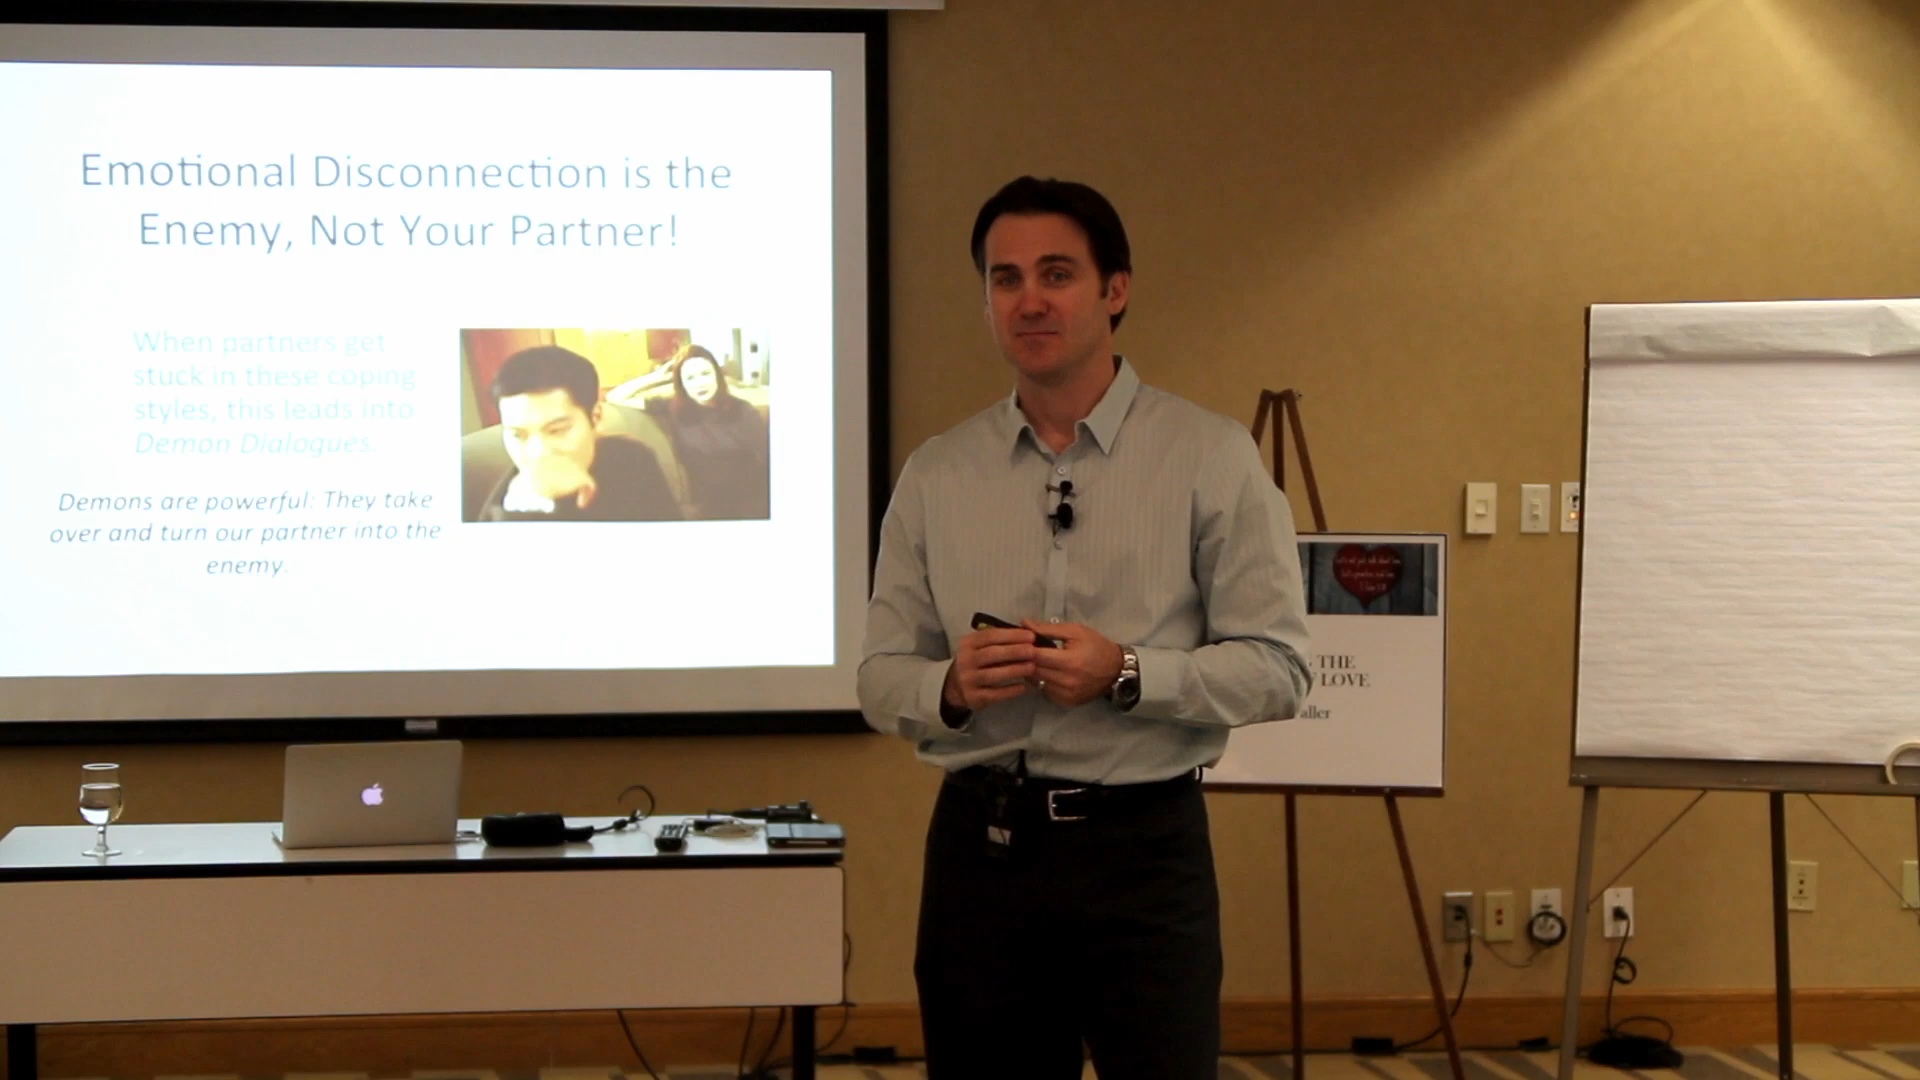 Emotional Disconnection is the
Enemy, Not Your Partner!
When partners get
stuck in these coping
styles, this leads into
Demon Dialogues.
Demons are powerful: They take
over and turn our partner into the
enemy.
THE
LOVE
aller